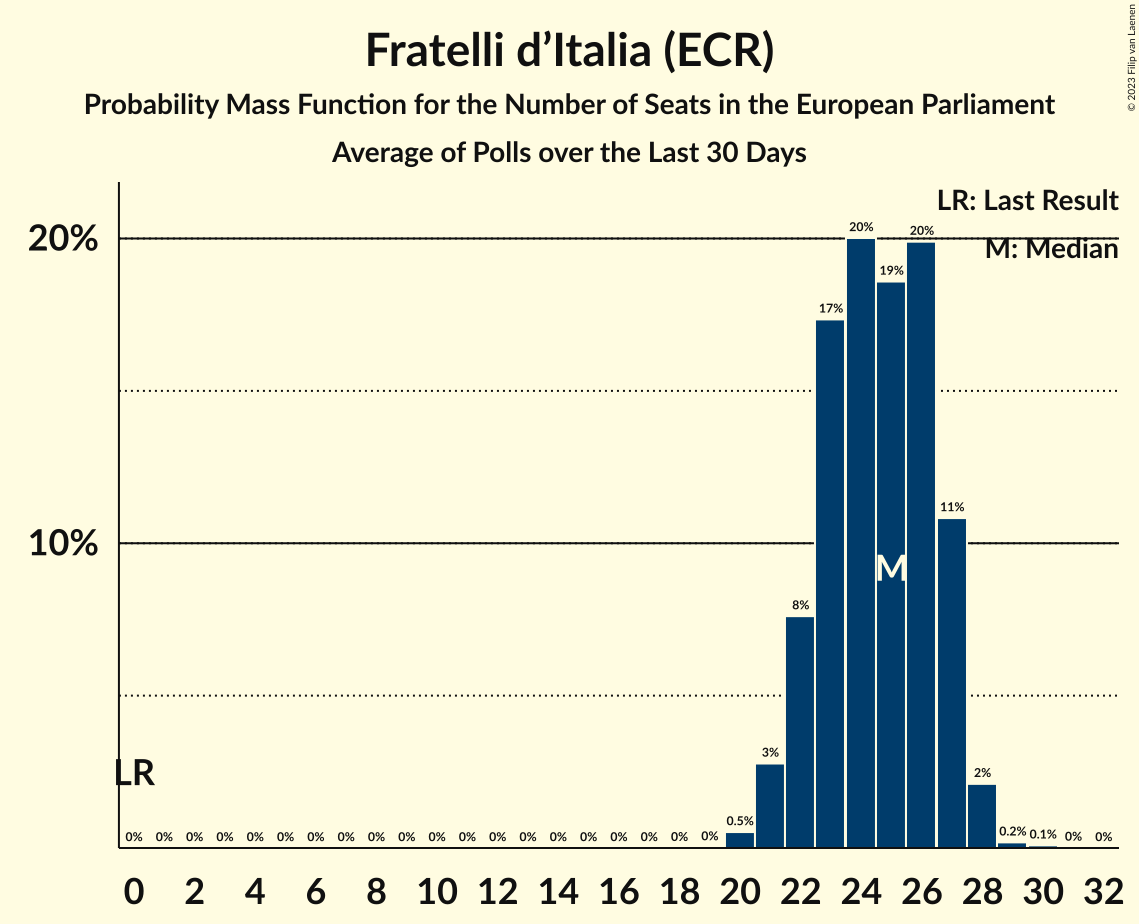 Fratelli d’Italia (ECR)
Probability Mass Function for the Number of Seats in the European Parliament
Average of Polls over the Last 30 Days
© 2023 Filip van Laenen
LR: Last Result
M: Median
20%
10%
20%
20%
19%
17%
11%
M
8%
3%
2%
LR
0% 0% 0% 0% 0% 0% 0% 0% 0% 0% 0% 0% 0% 0% 0% 0% 0% 0% 0% 0% 0.5% 0.2% 0.1% 0% 0%
0 2 4 6 8 10 12 14 16 18 20 22 24 26 28 30 32